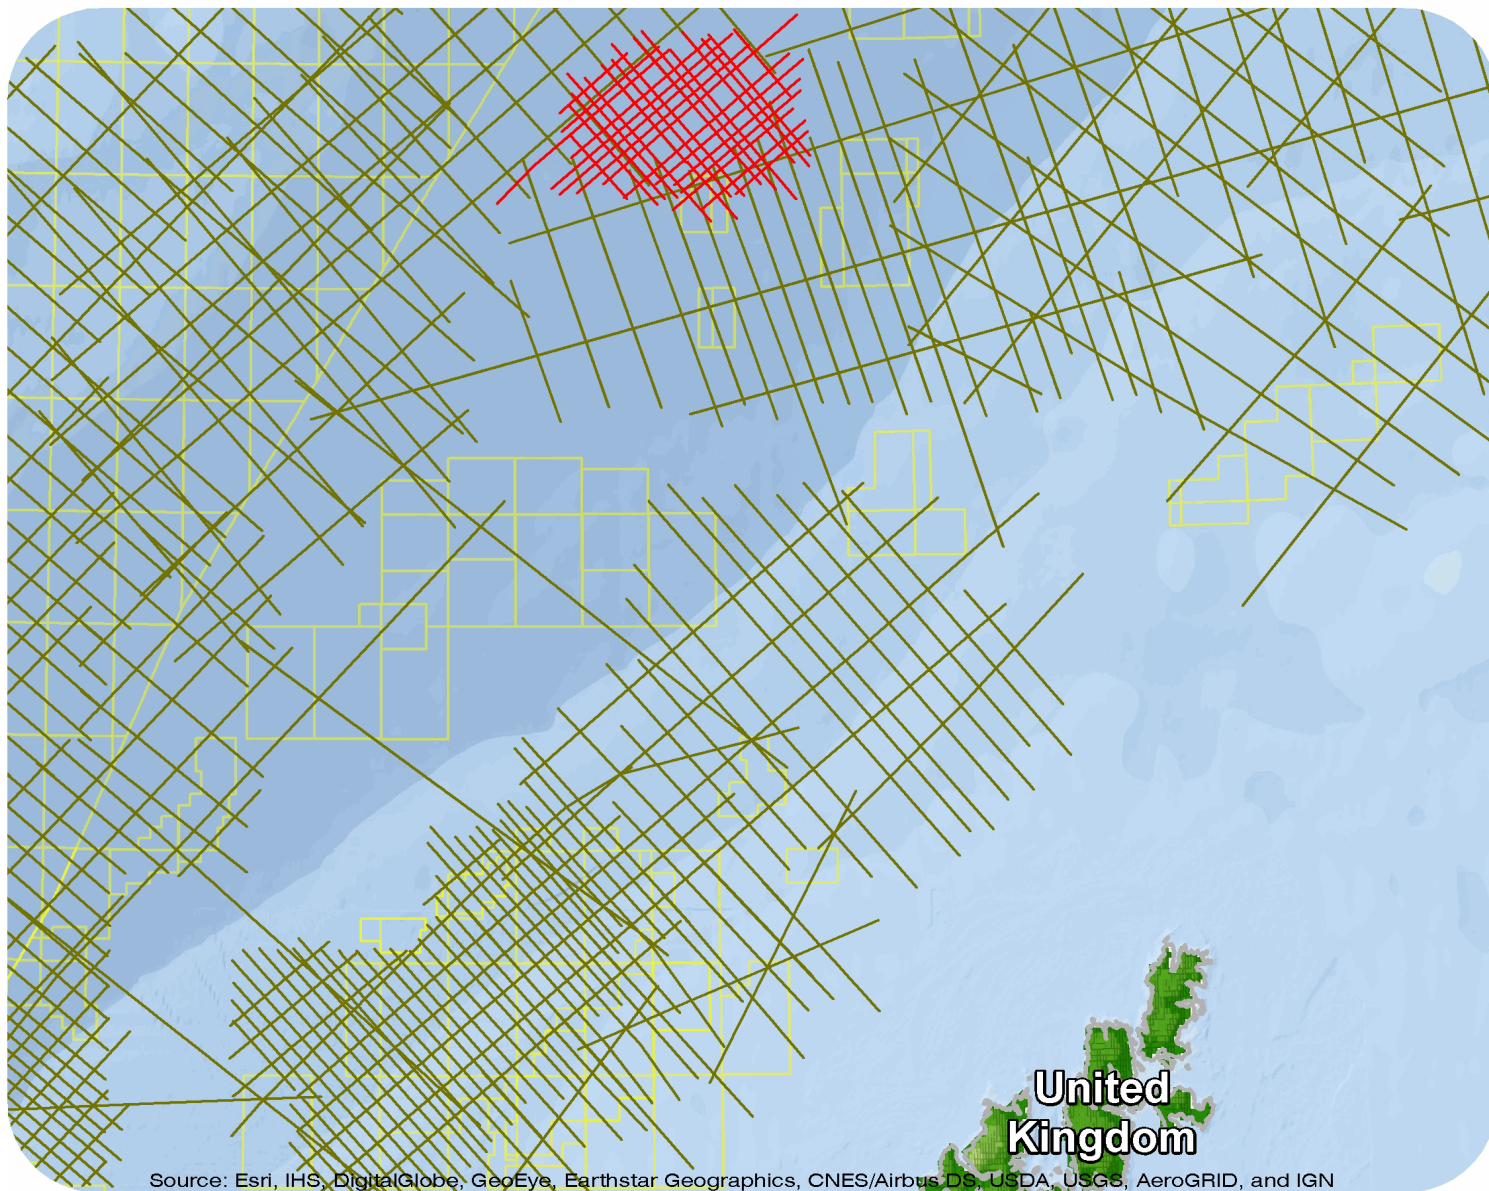 United
Kingdom
Source: Esri, IHS, DigitalGlobe, GeoEye, Earthstar Geographics, CNES/Airbus DS, USDA, USGS, AeroGRID, and IGN